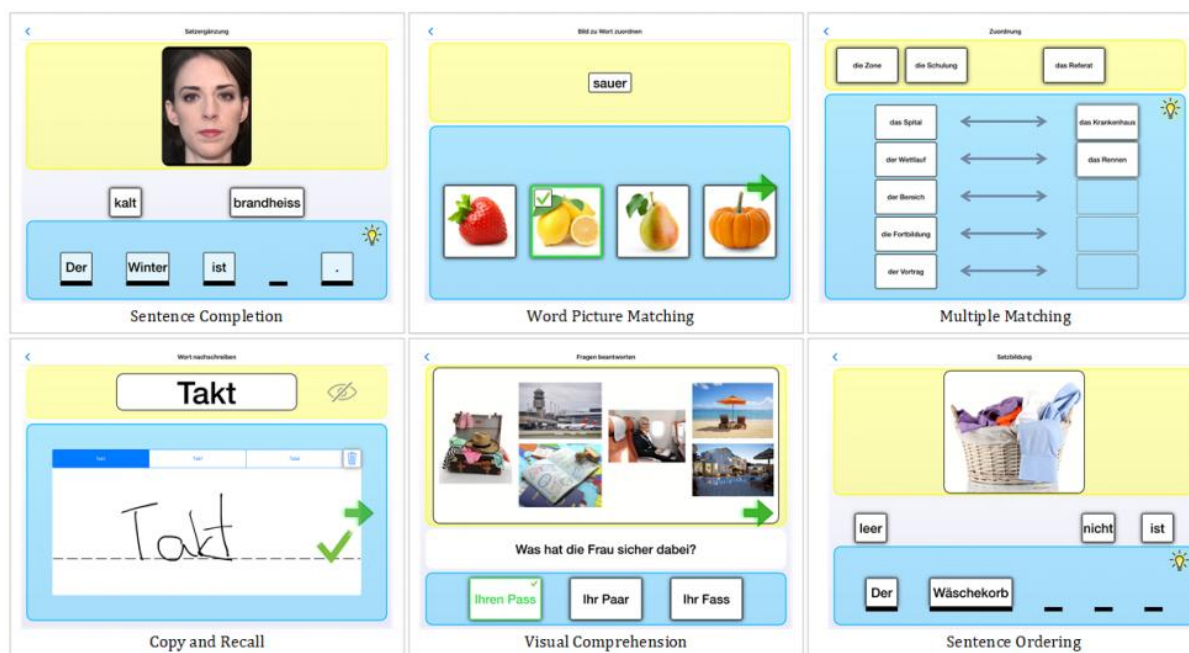 Satzergänzung
kalt
brandheiss
Der Winter ist _ .
Sentence Completion
Bild zu Wort zuordnen
sauer
Word Picture Matching
Zuordnung
die Zone
die Schulung
das Referat
das Spital
das Krankenhaus
der Wettlauf
das Rennen
der Bereich
die Fortbildung
der Vortrag
Multiple Matching
Wort nachschreiben
Takt
Takt
Copy and Recall
Fragen beantworten
Was hat die Frau sicher dabei?
Ihren Pass
Ihr Paar
Ihr Fass
Visual Comprehension
Satzbildung
leer
nicht
ist
Der Wäschekorb _ _ _
Sentence Ordering